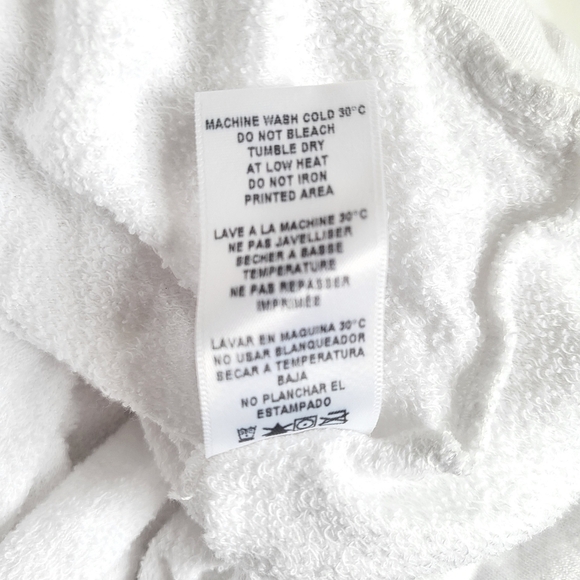 MACHINE WASH COLD 30°C
DO NOT BLEACH
TUMBLE DRY
AT LOW HEAT
DO NOT IRON
PRINTED AREA
LAVE A LA MACHINE 30°C
NE PAS JAVELLISER
SECHER A BASSE
TEMPERATURE
NE PAS REPASSER
IMPRIMÉE
LAVAR EN MAQUINA 30°C
NO USAR BLANQUEADOR
SECAR A TEMPERATURA
BAJA
NO PLANCHAR EL
ESTAMPADO